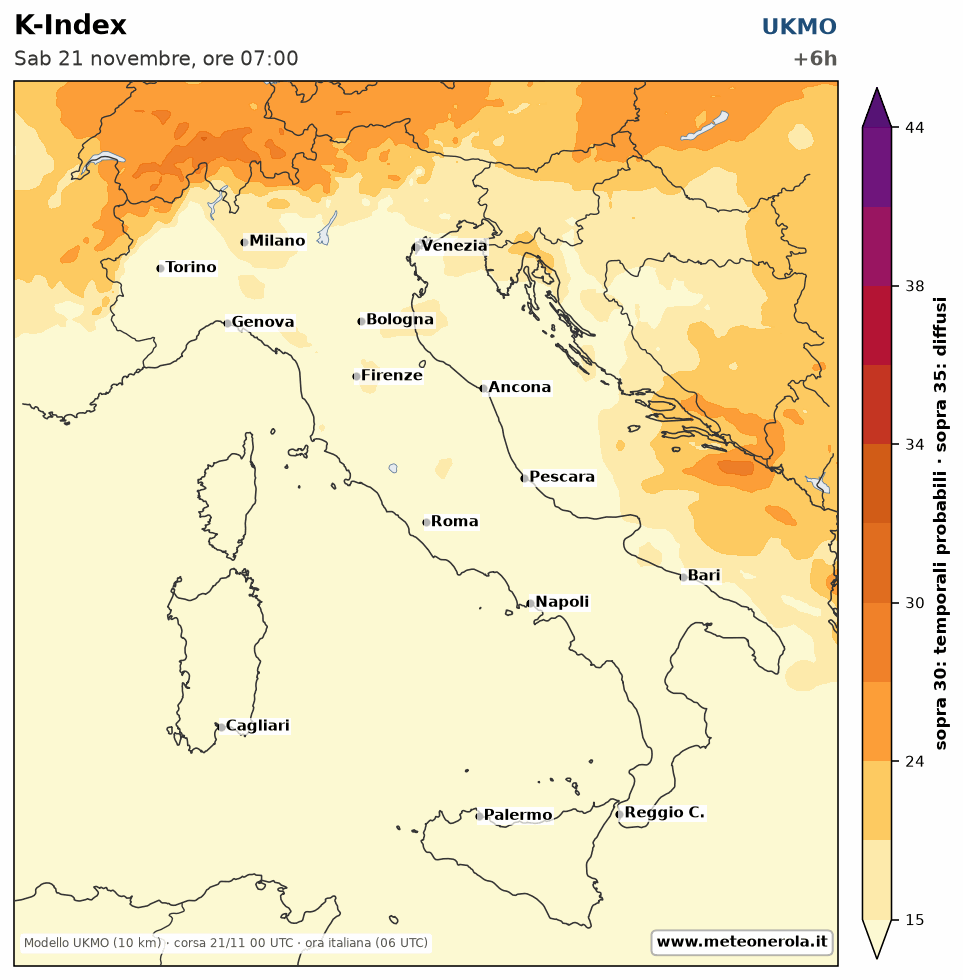 K-Index
UKMO
Sab 21 novembre, ore 07:00
+6h
44
Milano
Venezia
Torino
38
Genova
Bologna
Firenze
Ancona
34
Pescara
Roma
Bari
Napoli
30
Cagliari
24
Palermo
Reggio C.
15
sopra 30: temporali probabili · sopra 35: diffusi
Modello UKMO (10 km) · corsa 21/11 00 UTC · ora italiana (06 UTC)
www.meteonerola.it